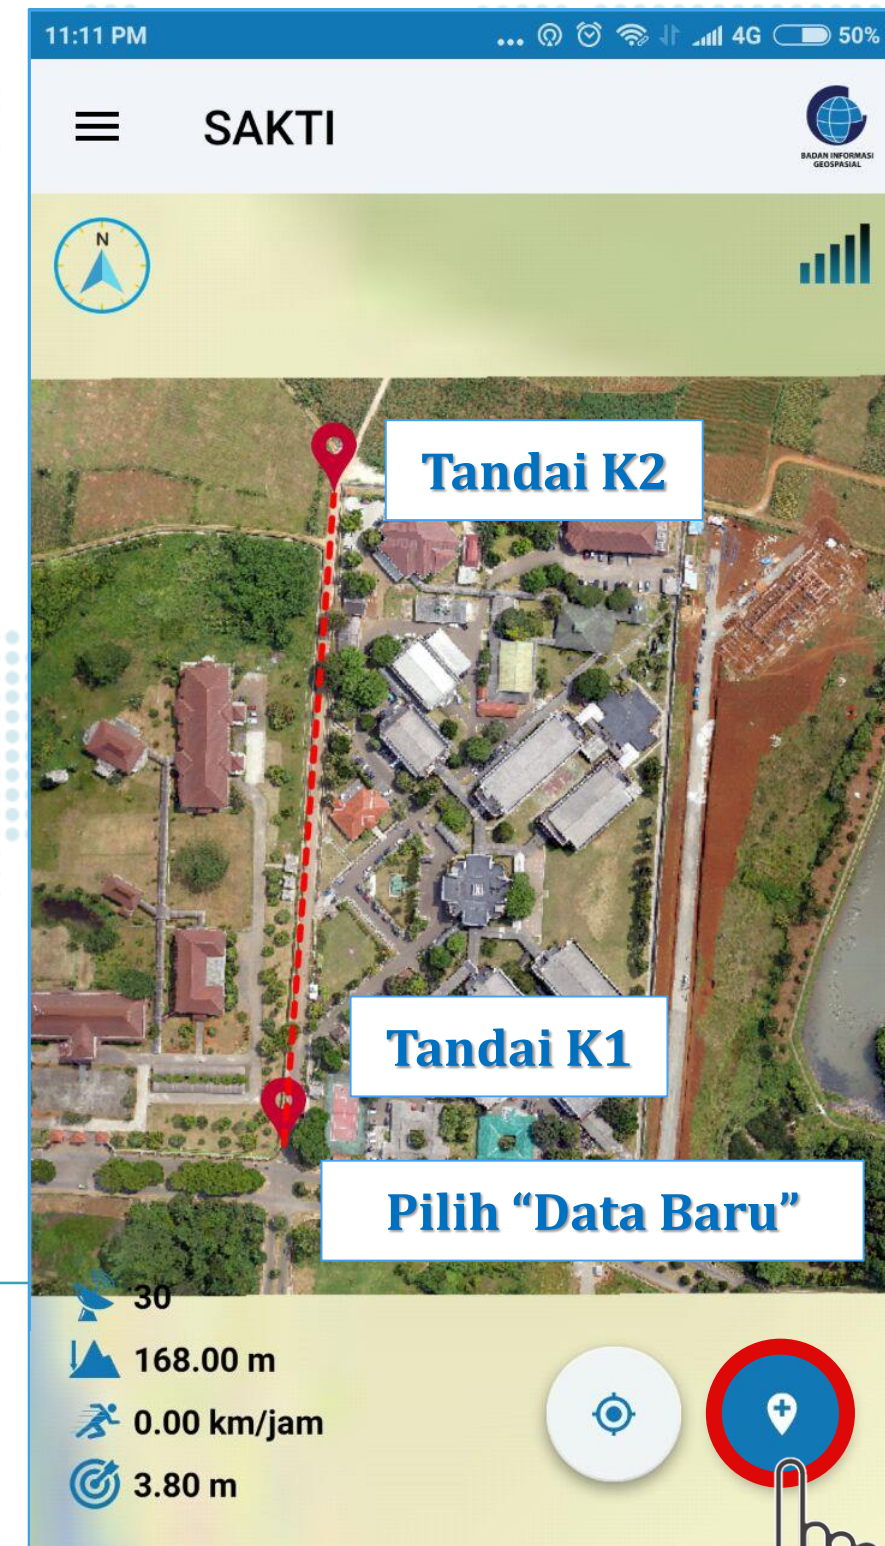 11:11 PM
... 4G 50%
SAKTI
BADAN INFORMASI
GEOSPASIAL
N
Tandai K2
Tandai K1
Pilih “Data Baru”
30
168.00 m
0.00 km/jam
3.80 m